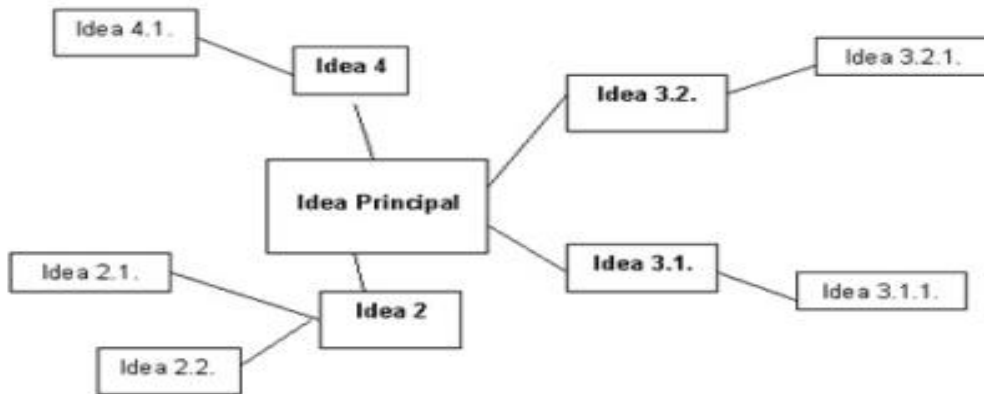 Idea 4.1.
Idea 4
Idea 3.2.
Idea 3.2.1.
Idea Principal
Idea 2.1.
Idea 3.1.
Idea 3.1.1.
Idea 2
Idea 2.2.